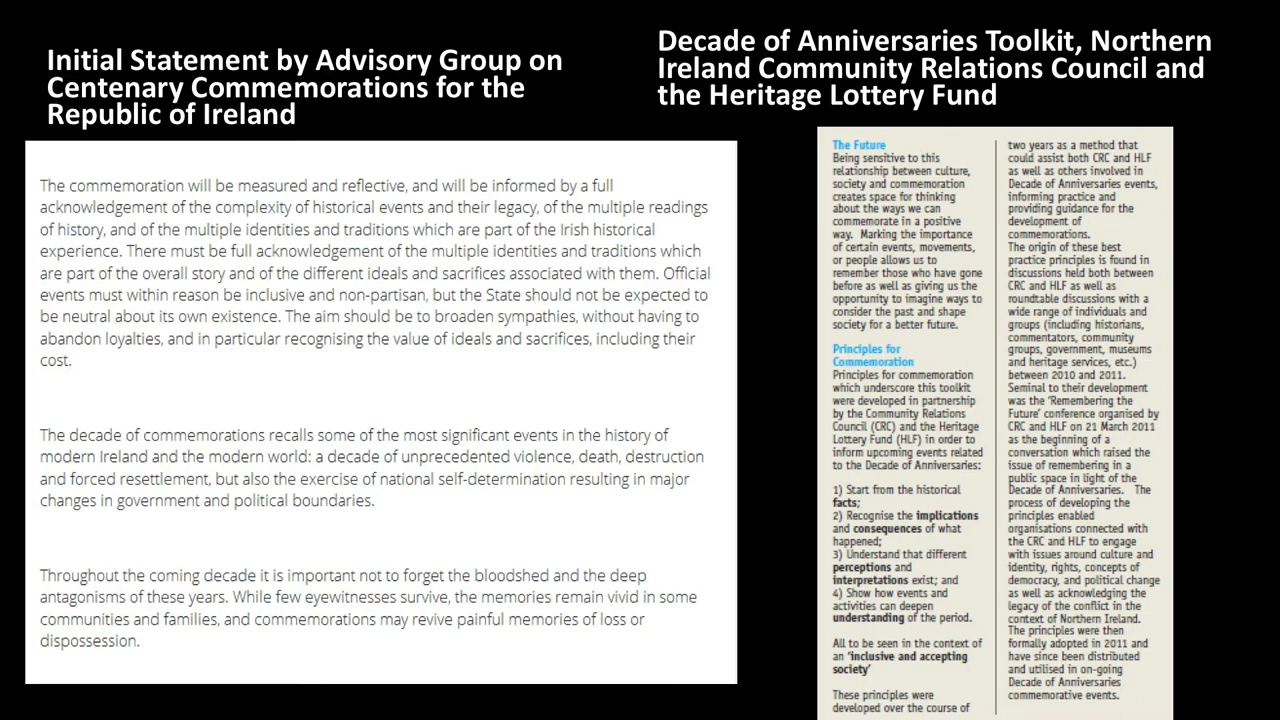 Initial Statement by Advisory Group on
Centenary Commemorations for the
Republic of Ireland
The commemoration will be measured and reflective, and will be informed by a full
acknowledgement of the complexity of historical events and their legacy, of the multiple readings
of history, and of the multiple identities and traditions which are part of the Irish historical
experience. There must be full acknowledgement of the multiple identities and traditions which
are part of the overall story and of the different ideals and sacrifices associated with them. Official
events must within reason be inclusive and non-partisan, but the State should not be expected to
be neutral about its own existence. The aim should be to broaden sympathies, without having to
abandon loyalties, and in particular recognising the value of ideals and sacrifices, including their
cost.
The decade of commemorations recalls some of the most significant events in the history of
modern Ireland and the modern world: a decade of unprecedented violence, death, destruction
and forced resettlement, but also the exercise of national self-determination resulting in major
changes in government and political boundaries.
Throughout the coming decade it is important not to forget the bloodshed and the deep
antagonisms of these years. While few eyewitnesses survive, the memories remain vivid in some
communities and families, and commemorations may revive painful memories of loss or
dispossession.
Decade of Anniversaries Toolkit, Northern
Ireland Community Relations Council and
the Heritage Lottery Fund
The Future
Being sensitive to this
relationship between culture,
society and commemoration
creates space for thinking
about the ways we can
commemorate in a positive
way. Marking the importance
of certain events, movements,
or people allows us to
remember those who have gone
before as well as giving us the
opportunity to imagine ways to
consider the past and shape
society for a better future.
Principles for
Commemoration
Principles for commemoration
which underscore this toolkit
were developed in partnership
by the Community Relations
Council (CRC) and the Heritage
Lottery Fund (HLF) in order to
inform upcoming events related
to the Decade of Anniversaries:
1) Start from the historical
facts;
2) Recognise the implications
and consequences of what
happened;
3) Understand that different
perceptions and
interpretations exist; and
4) Show how events and
activities can deepen
understanding of the period.
All to be seen in the context of
an 'inclusive and accepting
society'
These principles were
developed over the course of
two years as a method that
could assist both CRC and HLF
as well as others involved in
Decade of Anniversaries events,
informing practice and
providing guidance for the
development of
commemorations.
The origin of these best
practice principles is found in
discussions held both between
CRC and HLF as well as
roundtable discussions with a
wide range of individuals and
groups (including historians,
commentators, community
groups, government, museums
and heritage services, etc.)
between 2010 and 2011.
Seminal to their development
was the 'Remembering the
Future' conference organised by
CRC and HLF on 21 March 2011
as the beginning of a
conversation which raised the
issue of remembering in a
public space in light of the
Decade of Anniversaries. The
process of developing the
principles enabled
organisations connected with
the CRC and HLF to engage
with issues around culture and
identity, rights, concepts of
democracy, and political change
as well as acknowledging the
legacy of the conflict in the
context of Northern Ireland.
The principles were then
formally adopted in 2011 and
have since been distributed
and utilised in on-going
Decade of Anniversaries
commemorative events.